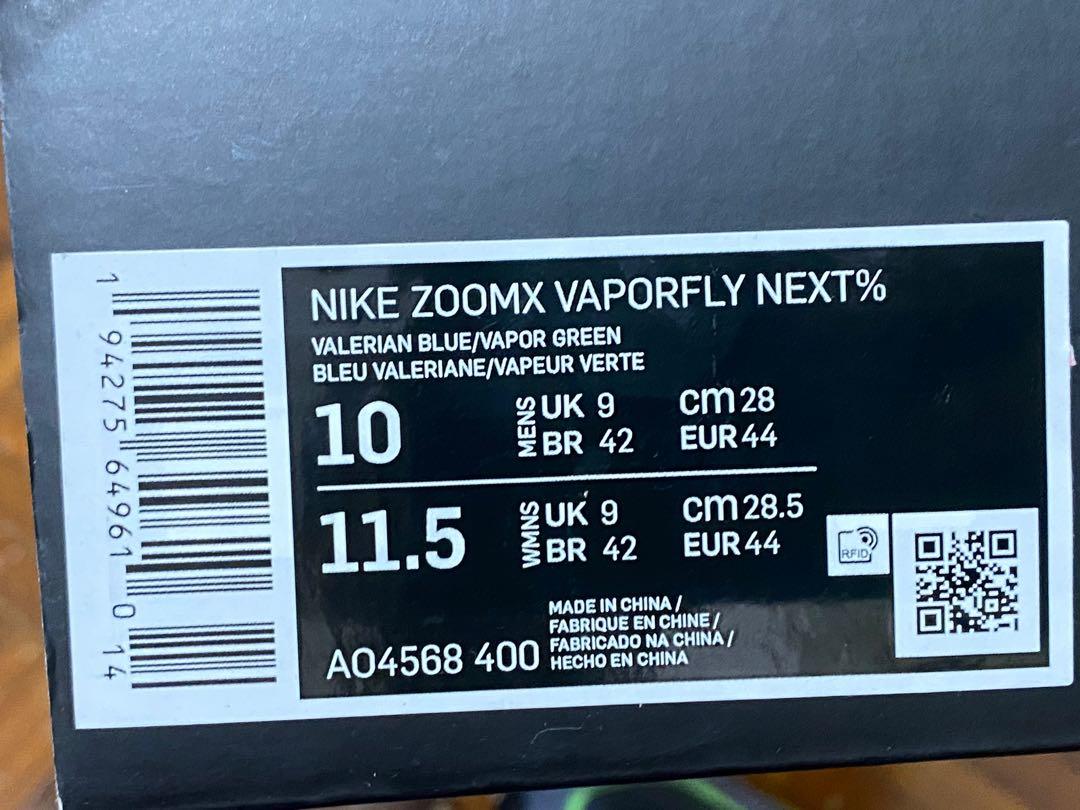 NIKE ZOOMX VAPORFLY NEXT%
VALERIAN BLUE/VAPOR GREEN
BLEU VALERIANE/VAPEUR VERTE
10
MENS
UK 9
BR 42
cm 28
EUR 44
11.5
WMNS
UK 9
BR 42
cm 28.5
EUR 44
RFID
AO4568 400
MADE IN CHINA /
FABRIQUE EN CHINE /
FABRICADO NA CHINA /
HECHO EN CHINA
1 94275 64961 0 14